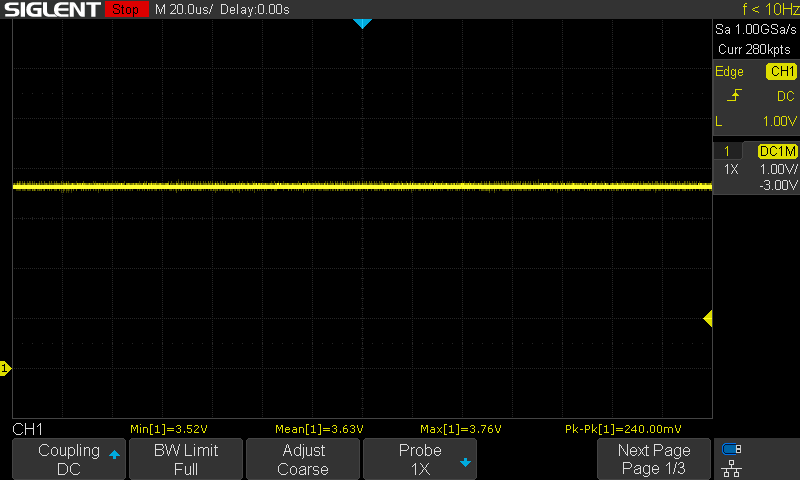 SIGLENT Stop M 20.0us/ Delay:0.00s f < 10Hz
Sa 1.00GSa/s
Curr 280kpts
Edge CH1
DC
L 1.00V
1 DC1M
1X 1.00V/
-3.00V
1
CH1 Min[1]=3.52V Mean[1]=3.63V Max[1]=3.76V Pk-Pk[1]=240.00mV
Coupling BW Limit Adjust Probe Next Page
DC Full Coarse 1X Page 1/3